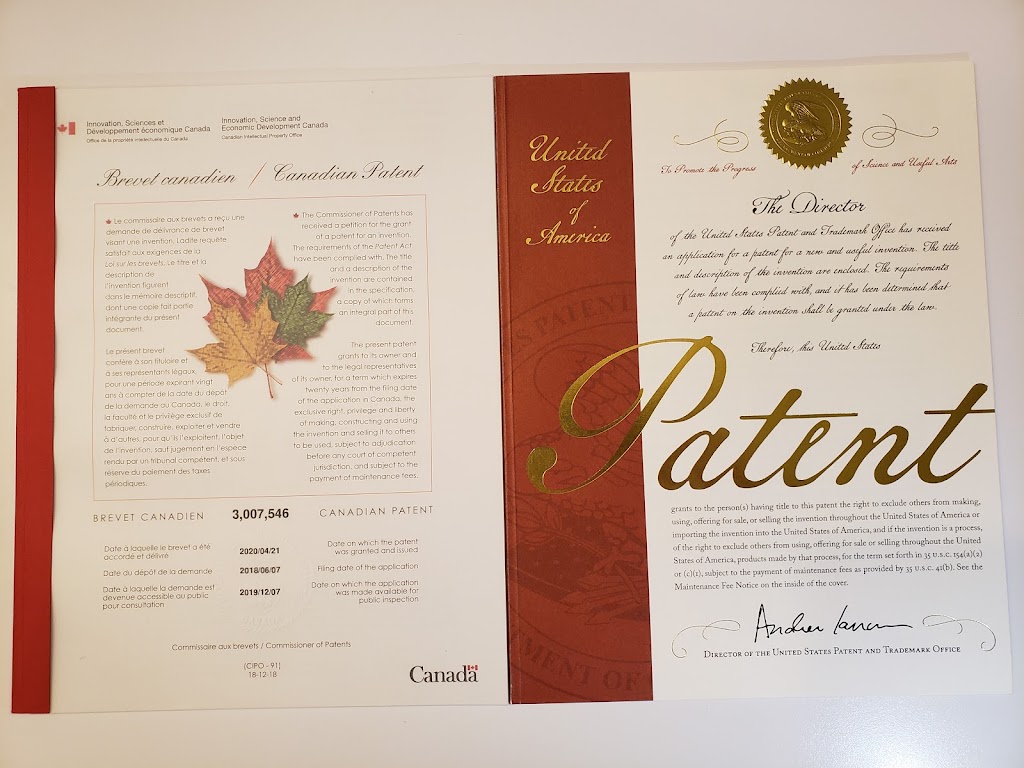 Innovation, Sciences et
Développement économique Canada
Office de la propriété intellectuelle du Canada
Innovation, Science and
Economic Development Canada
Canadian Intellectual Property Office
Brevet canadien / Canadian Patent
Le commissaire aux brevets a reçu une
demande de délivrance de brevet
visant une invention. Ladite requête
satisfait aux exigences de la
Loi sur les brevets. Le titre et la
description de
l'invention figurent
dans le mémoire descriptif,
dont une copie fait partie
intégrante du présent
document.
Le présent brevet
confère à son titulaire et
à ses représentants légaux,
pour une période expirant vingt
ans à compter de la date du dépôt
de la demande au Canada, le droit,
la faculté et le privilège exclusif de
fabriquer, construire, exploiter et vendre
à d'autres, pour qu'ils l'exploitent, l'objet
de l'invention, sauf jugement en l'espèce
rendu par un tribunal compétent, et sous
réserve du paiement des taxes
périodiques.
The Commissioner of Patents has
received a petition for the grant
of a patent for an invention.
The requirements of the Patent Act
have been complied with. The title
and a description of the
invention are contained
in the specification,
a copy of which forms
an integral part of this
document.
The present patent
grants to its owner and
to the legal representatives
of its owner, for a term which expires
twenty years from the filing date
of the application in Canada, the
exclusive right, privilege and liberty
of making, constructing and using
the invention and selling it to others
to be used, subject to adjudication
before any court of competent
jurisdiction, and subject to the
payment of maintenance fees.
BREVET CANADIEN 3,007,546 CANADIAN PATENT
Date à laquelle le brevet a été
accordé et délivré
2020/04/21
Date on which the patent
was granted and issued
Date du dépôt de la demande 2018/06/07 Filing date of the application
Date à laquelle la demande est
devenue accessible au public
pour consultation
2019/12/07
Date on which the application
was made available for
public inspection
Commissaire aux brevets / Commissioner of Patents
(CIPO - 91)
18-12-18
Canada
United
States
of
America
To Promote the Progress
of Science and Useful Arts
The Director
of the United States Patent and Trademark Office has received
an application for a patent for a new and useful invention. The title
and description of the invention are enclosed. The requirements
of law have been complied with, and it has been determined that
a patent on the invention shall be granted under the law.
Therefore, this United States
Patent
grants to the person(s) having title to this patent the right to exclude others from making,
using, offering for sale, or selling the invention throughout the United States of America or
importing the invention into the United States of America, and if the invention is a process,
of the right to exclude others from using, offering for sale or selling throughout the United
States of America, products made by that process, for the term set forth in 35 U.S.C. 154(a)(2)
or (c)(1), subject to the payment of maintenance fees as provided by 35 U.S.C. 41(b). See the
Maintenance Fee Notice on the inside of the cover.
DIRECTOR OF THE UNITED STATES PATENT AND TRADEMARK OFFICE